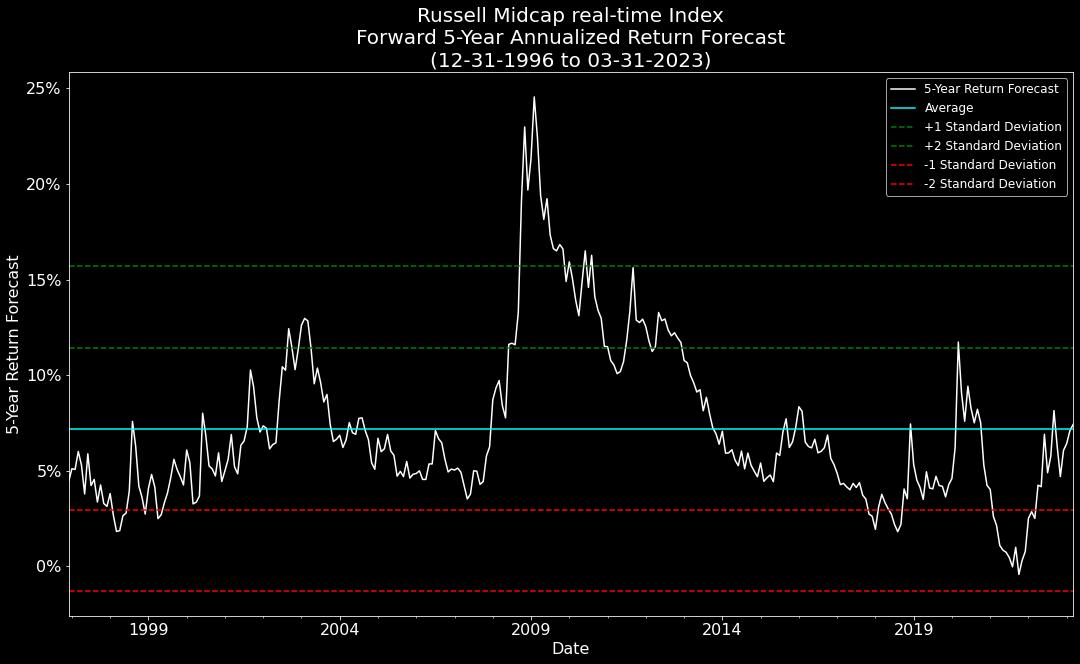 Russell Midcap real-time Index
Forward 5-Year Annualized Return Forecast
(12-31-1996 to 03-31-2023)
5-Year Return Forecast
25%
20%
15%
10%
5%
0%
5-Year Return Forecast
Average
+1 Standard Deviation
+2 Standard Deviation
-1 Standard Deviation
-2 Standard Deviation
1999
2004
2009
2014
2019
Date